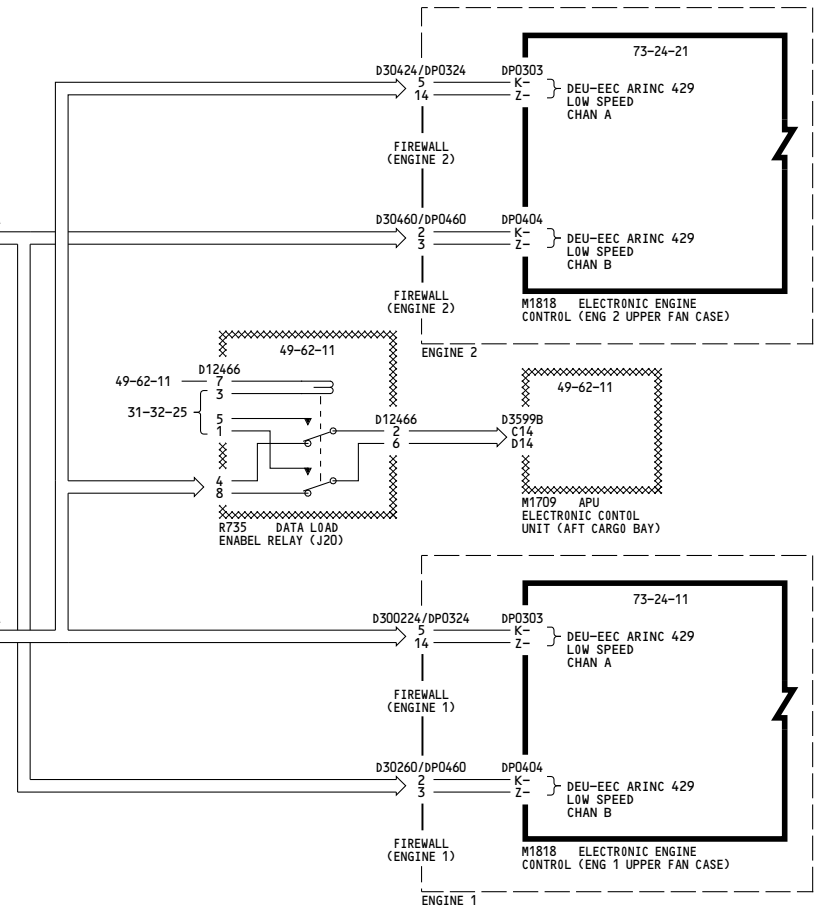 73-24-21
D30424/DP0324 DP0303
5 K
14 Z
DEU-EEC ARINC 429
LOW SPEED
CHAN A
FIREWALL
(ENGINE 2)
D30460/DP0460 DP0404
2 K
3 Z
DEU-EEC ARINC 429
LOW SPEED
CHAN B
FIREWALL
(ENGINE 2)
M1818 ELECTRONIC ENGINE
CONTROL (ENG 2 UPPER FAN CASE)
ENGINE 2
49-62-11
D12466
49-62-11 7
3
31-32-25
5
1
4
8
D12466
2
6
R735 DATA LOAD
ENABEL RELAY (J20)
49-62-11
D3599B
C14
D14
M1709 APU
ELECTRONIC CONTOL
UNIT (AFT CARGO BAY)
73-24-11
D300224/DP0324 DP0303
5 K
14 Z
DEU-EEC ARINC 429
LOW SPEED
CHAN A
FIREWALL
(ENGINE 1)
D30260/DP0460 DP0404
2 K
3 Z
DEU-EEC ARINC 429
LOW SPEED
CHAN B
FIREWALL
(ENGINE 1)
M1818 ELECTRONIC ENGINE
CONTROL (ENG 1 UPPER FAN CASE)
ENGINE 1